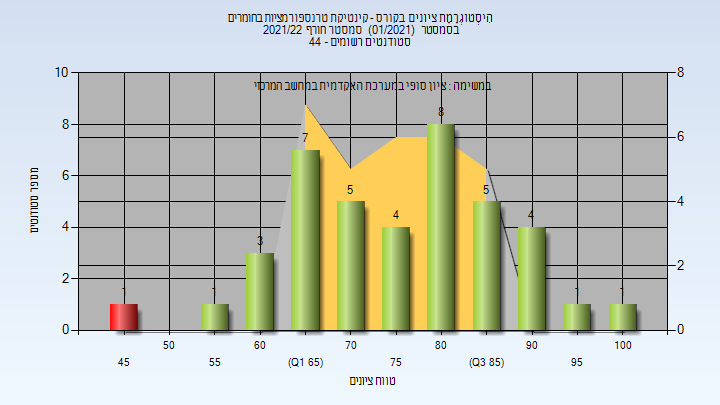 היסטוגרמת ציונים בקורס - קינטיקת טרנספורמציות בחומרים
בסמסטר (01/2021) סמסטר חורף 2021/22
סטודנטים רשומים - 44
במשימה : ציון סופי במערכת האקדמית במחשב המרכזי
10 8
8 6
6 4
4 2
2 0
0
מספר סטודנטים
1 1 3 7 5 4 8 5 4 1 1
50 60 70 80 90 100
45 55 (Q1 65) 75 (Q3 85) 95
טווח ציונים